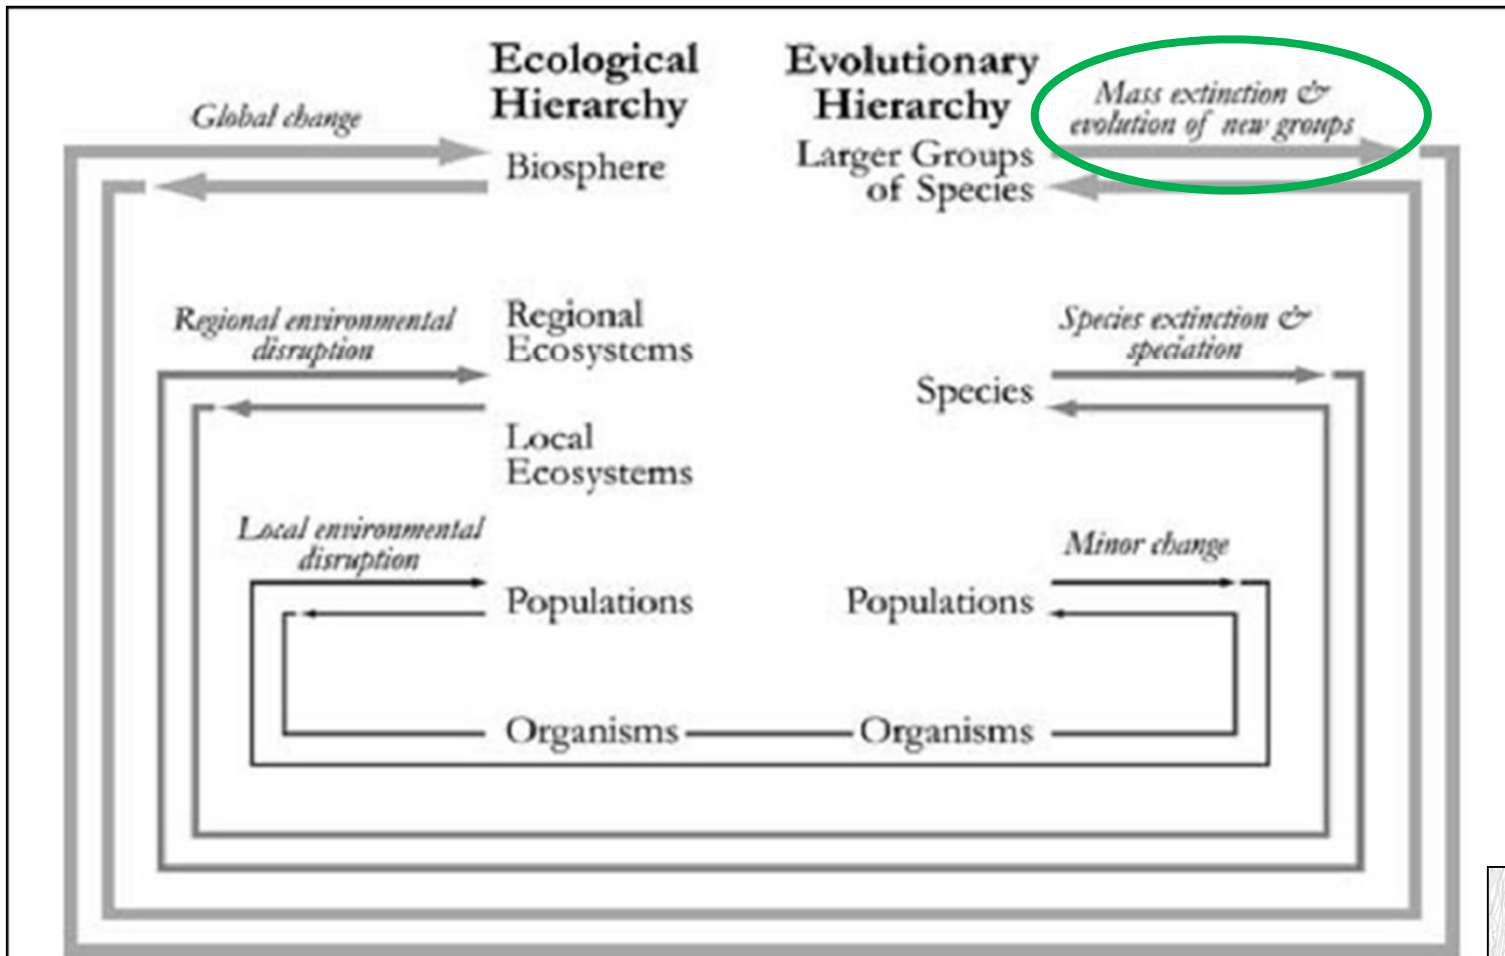 Ecological
Hierarchy
Evolutionary
Hierarchy
Global change
Mass extinction &
evolution of new groups
Biosphere
Larger Groups
of Species
Regional environmental
disruption
Regional
Ecosystems
Species extinction &
speciation
Species
Local
Ecosystems
Local environmental
disruption
Minor change
Populations
Populations
Organisms
Organisms